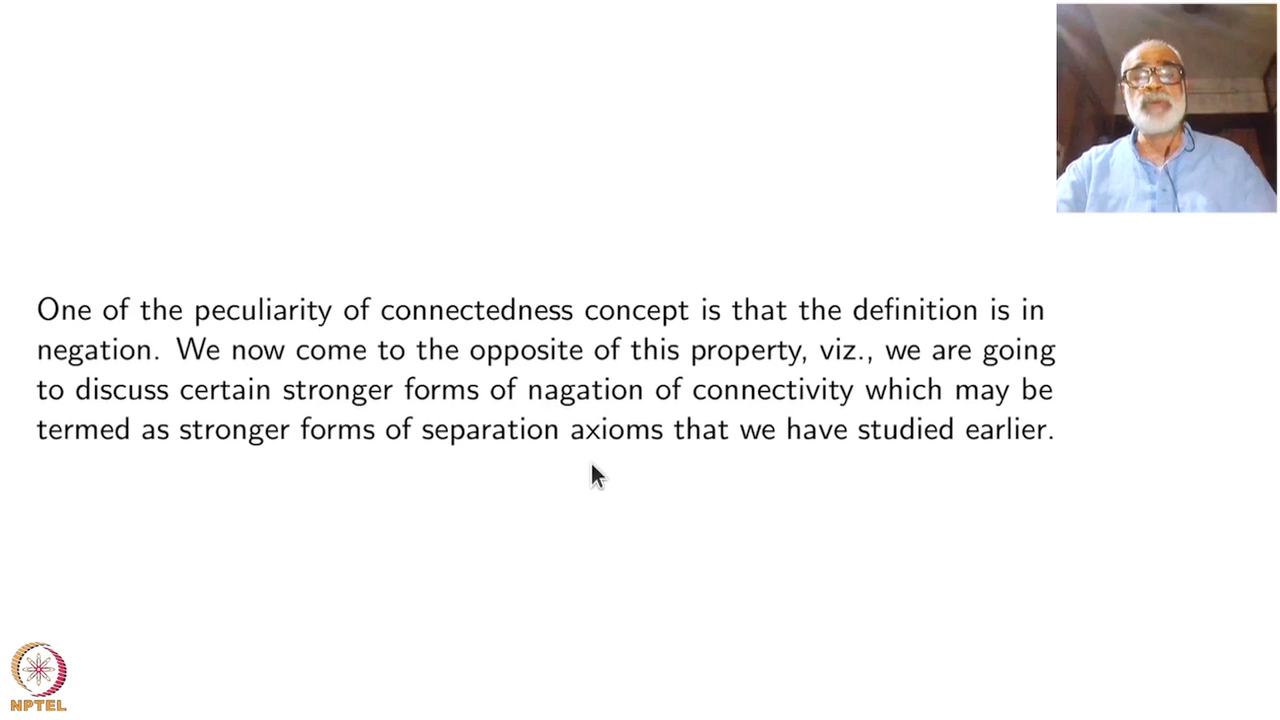 One of the peculiarity of connectedness concept is that the definition is in
negation. We now come to the opposite of this property, viz., we are going
to discuss certain stronger forms of nagation of connectivity which may be
termed as stronger forms of separation axioms that we have studied earlier.
NPTEL